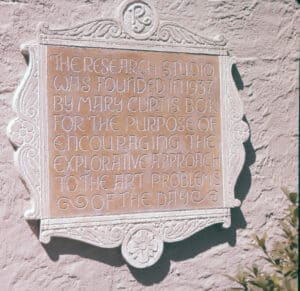 R
THE RESEARCH STUDIO
WAS FOUNDED IN 1937
BY MARY CURTIS BOK
FOR THE PURPOSE OF
ENCOURAGING THE
EXPLORATIVE APPROACH
TO THE ART PROBLEMS
OF THE DAY